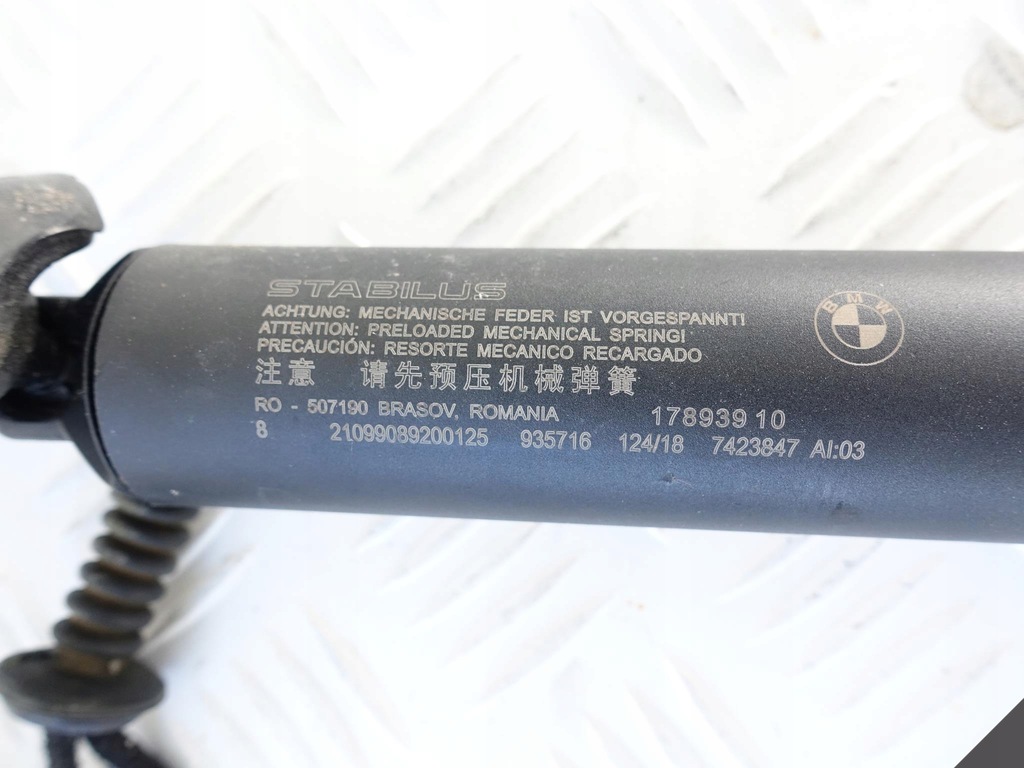 STABILUS
ACHTUNG: MECHANISCHE FEDER IST VORGESPANNT!
ATTENTION: PRELOADED MECHANICAL SPRING!
PRECAUCIÓN: RESORTE MECANICO RECARGADO
注意 请先预压机械弹簧
RO - 507190 BRASOV, ROMANIA 17893910
8 21099089200125 935716 124/18 7423847 AI:03
BMW